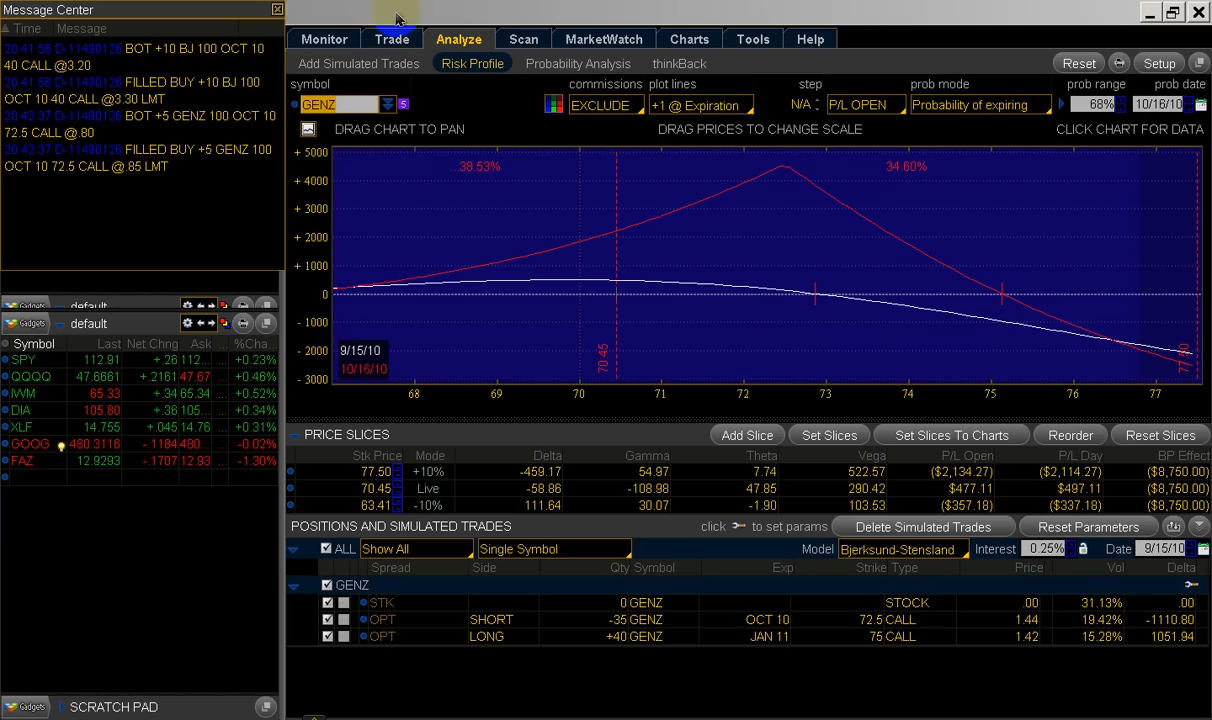 Message Center
Time Message
20:41:56 D-11490126 BOT +10 BJ 100 OCT 10
40 CALL @3.20
20:41:56 D-11490126 FILLED BUY +10 BJ 100
OCT 10 40 CALL @3.30 LMT
20:42:37 D-11490126 BOT +5 GENZ 100 OCT 10
72.5 CALL @.80
20:42:37 D-11490126 FILLED BUY +5 GENZ 100
OCT 10 72.5 CALL @.85 LMT
Gadgets default
Gadgets default
Symbol Last Net Chng Ask ... %Cha...
SPY 112.91 +.26 112... ... +0.23%
QQQQ 47.6661 +.2161 47.67 ... +0.46%
IWM 65.33 +.34 65.34 ... +0.52%
DIA 105.80 +.36 105... ... +0.34%
XLF 14.755 +.045 14.76 ... +0.31%
GOOG 480.3116 -.1184 480... ... -0.02%
FAZ 12.9293 -.1707 12.93 ... -1.30%
Gadgets SCRATCH PAD
Monitor Trade Analyze Scan MarketWatch Charts Tools Help
Add Simulated Trades Risk Profile Probability Analysis thinkBack Reset Setup
symbol commissions plot lines step prob mode prob range prob date
GENZ 5 EXCLUDE +1 @ Expiration N/A P/L OPEN Probability of expiring 68% 10/16/10
DRAG CHART TO PAN DRAG PRICES TO CHANGE SCALE CLICK CHART FOR DATA
+ 5000
...38.53% 34.60%
+ 4000
+ 3000
+ 2000
+ 1000
0
- 1000
- 2000
- 3000
9/15/10
10/16/10
70.45
77.50
68 69 70 71 72 73 74 75 76 77
PRICE SLICES Add Slice Set Slices Set Slices To Charts Reorder Reset Slices
Stk Price Mode Delta Gamma Theta Vega P/L Open P/L Day BP Effect
77.50 +10% -459.17 54.97 7.74 522.57 ($2,134.27) ($2,114.27) ($8,750.00)
70.45 Live -58.86 -108.98 47.85 290.42 $477.11 $497.11 ($8,750.00)
63.41 -10% 111.64 30.07 -1.90 103.53 ($357.18) ($337.18) ($8,750.00)
POSITIONS AND SIMULATED TRADES click to set params Delete Simulated Trades Reset Parameters
ALL Show All Single Symbol Model Bjerksund-Stensland Interest 0.25% Date 9/15/10
Spread Side Qty Symbol Exp Strike Type Price Vol Delta
GENZ
STK 0 GENZ STOCK .00 31.13% .00
OPT SHORT -35 GENZ OCT 10 72.5 CALL 1.44 19.42% -1110.80
OPT LONG +40 GENZ JAN 11 75 CALL 1.42 15.28% 1051.94